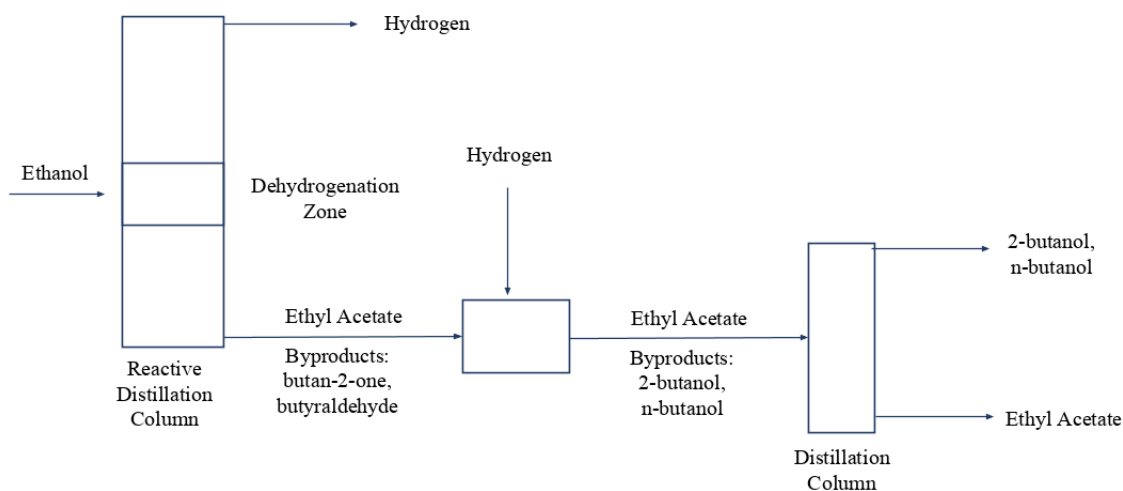 Hydrogen
Ethanol
Dehydrogenation
Zone
Hydrogen
2-butanol,
n-butanol
Ethyl Acetate
Byproducts:
butan-2-one,
butyraldehyde
Ethyl Acetate
Byproducts:
2-butanol,
n-butanol
Reactive
Distillation
Column
Ethyl Acetate
Distillation
Column